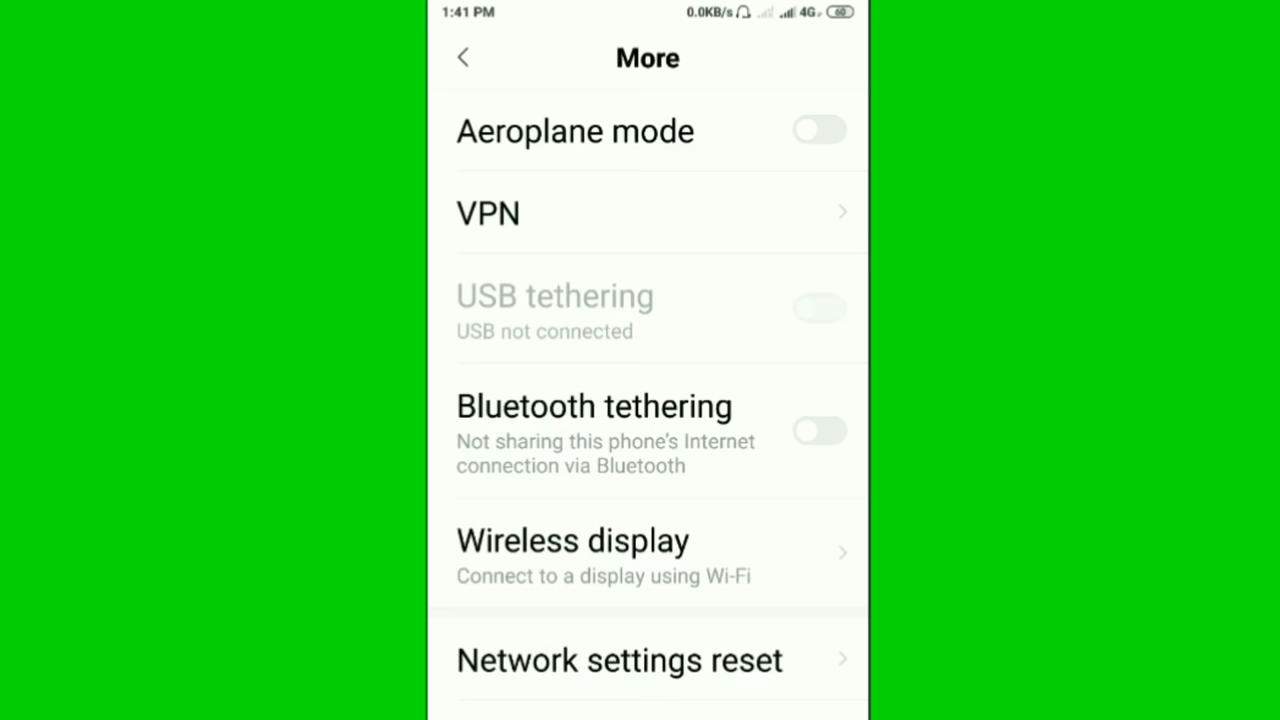 1:41 PM 0.0KB/s 4G 60
More
Aeroplane mode
VPN
USB tethering
USB not connected
Bluetooth tethering
Not sharing this phone's Internet
connection via Bluetooth
Wireless display
Connect to a display using Wi-Fi
Network settings reset